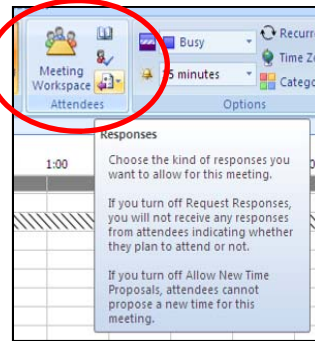 Busy
Recurr
Meeting
Workspace
15 minutes
Time Zo
Catego
Attendees
Options
Responses
1:00
Choose the kind of responses you
want to allow for this meeting.
If you turn off Request Responses,
you will not receive any responses
from attendees indicating whether
they plan to attend or not.
If you turn off Allow New Time
Proposals, attendees cannot
propose a new time for this
meeting.